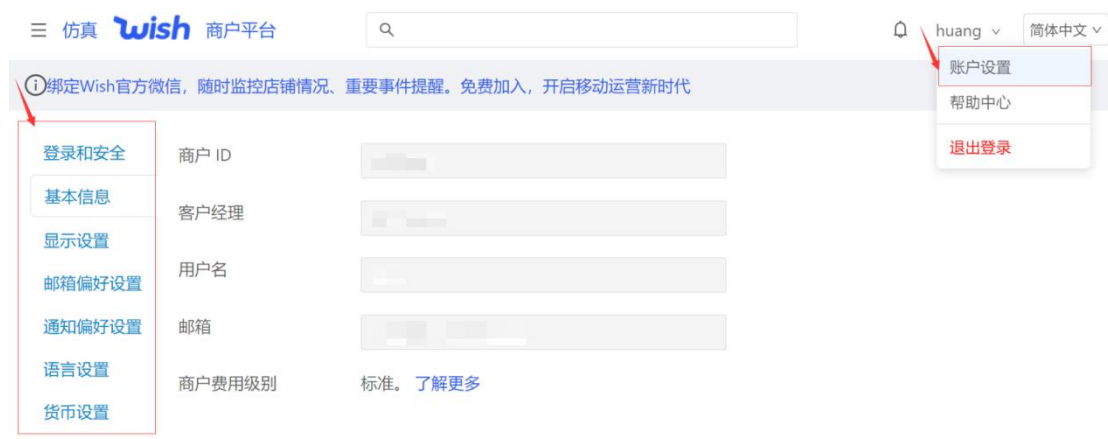 仿真 wish 商户平台
huang
简体中文
账户设置
帮助中心
退出登录
绑定Wish官方微信，随时监控店铺情况、重要事件提醒。免费加入，开启移动运营新时代
登录和安全
基本信息
显示设置
邮箱偏好设置
通知偏好设置
语言设置
货币设置
商户 ID
客户经理
用户名
邮箱
商户费用级别 标准。 了解更多